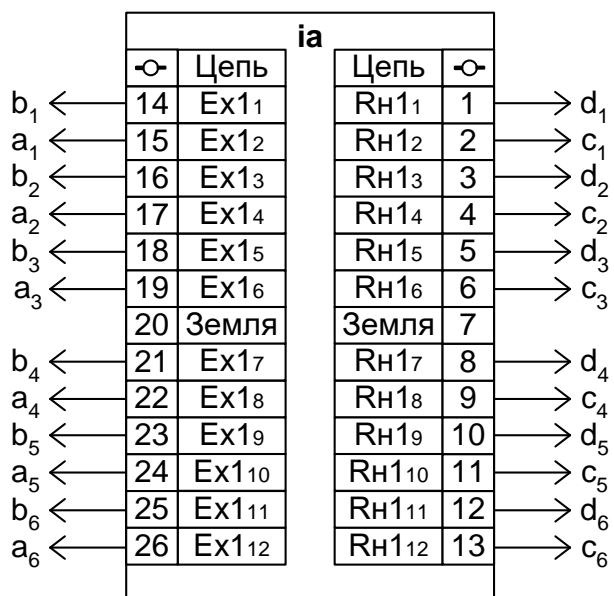 ia
Цепь Цепь
b1 14 Ex11 Rн11 1 d1
a1 15 Ex12 Rн12 2 c1
b2 16 Ex13 Rн13 3 d2
a2 17 Ex14 Rн14 4 c2
b3 18 Ex15 Rн15 5 d3
a3 19 Ex16 Rн16 6 c3
20 Земля Земля 7
b4 21 Ex17 Rн17 8 d4
a4 22 Ex18 Rн18 9 c4
b5 23 Ex19 Rн19 10 d5
a5 24 Ex110 Rн110 11 c5
b6 25 Ex111 Rн111 12 d6
a6 26 Ex112 Rн112 13 c6